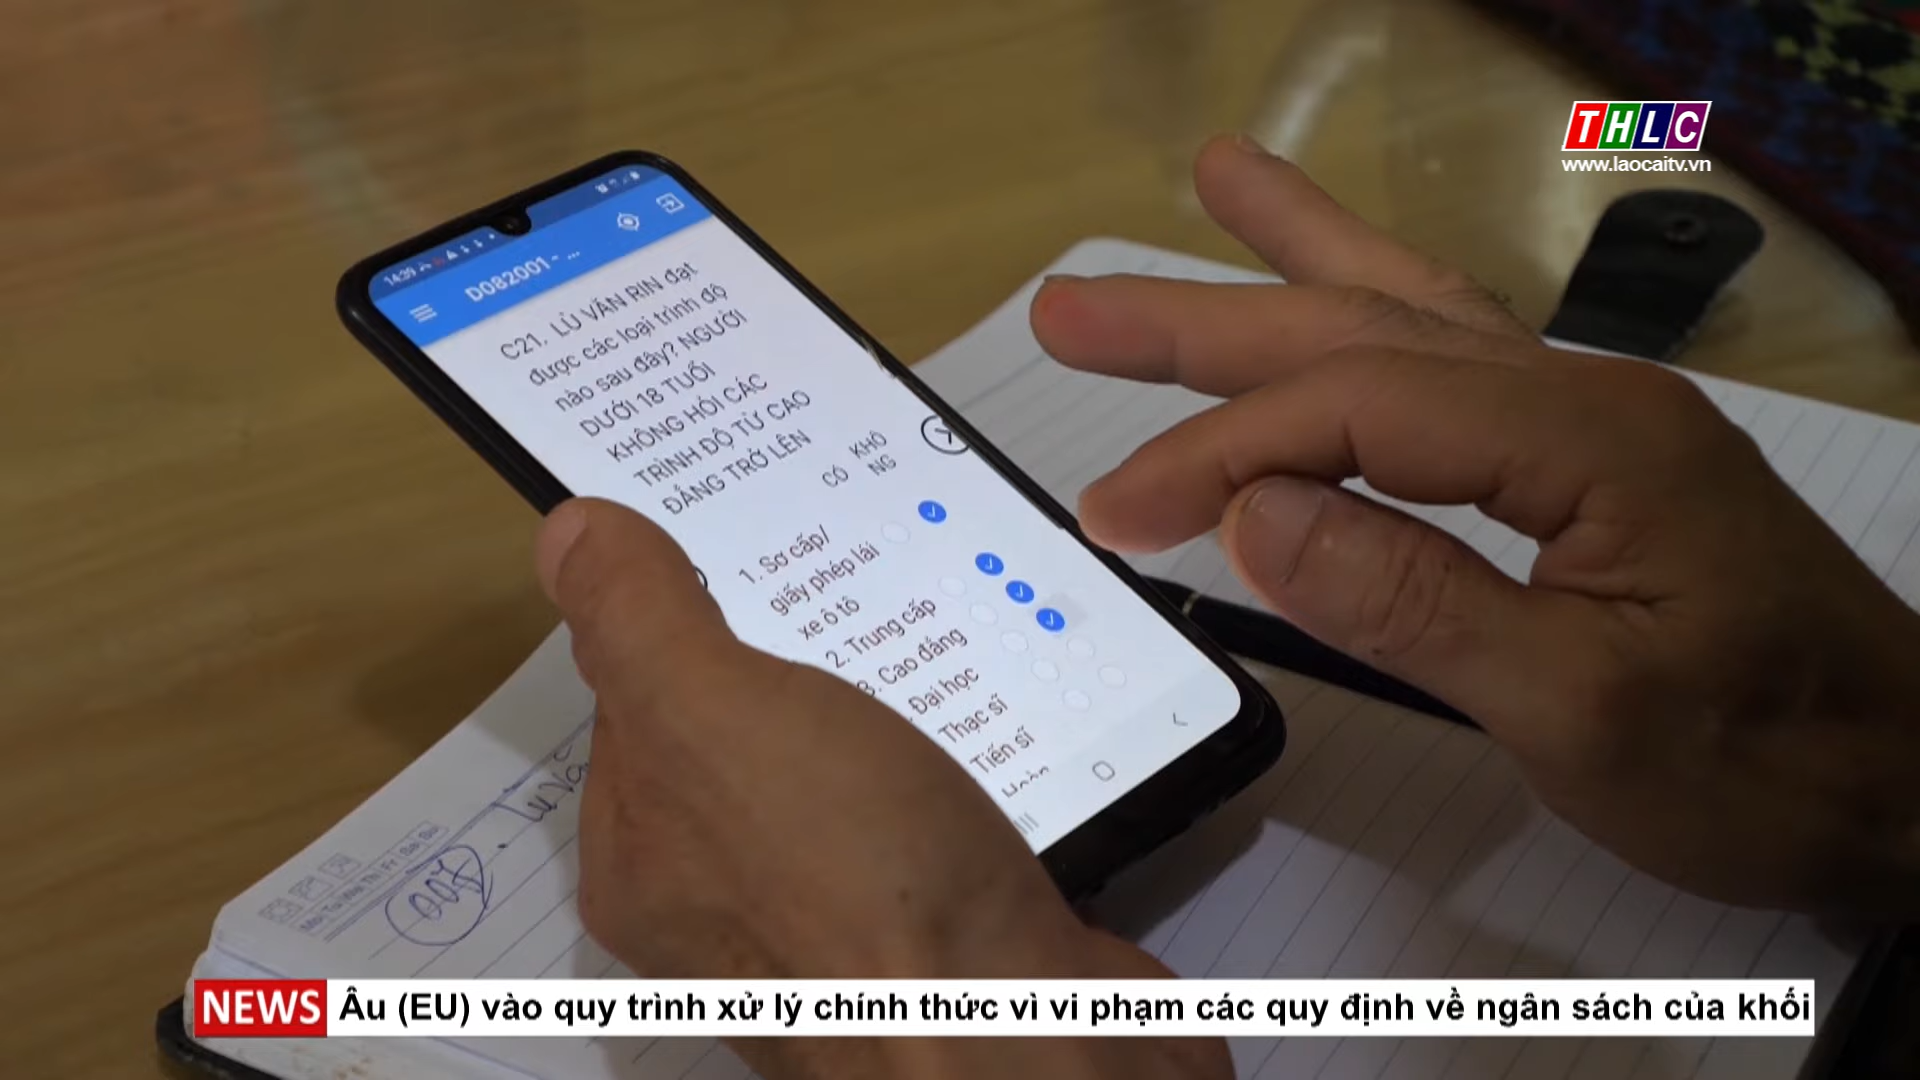 THLC
www.laocaitv.vn
14:39
D082001 - ...
C21. LÙ VĂN RIN đạt
được các loại trình độ
nào sau đây? NGƯỜI
DƯỚI 18 TUỔI
KHÔNG HỎI CÁC
TRÌNH ĐỘ TỪ CAO
ĐẲNG TRỞ LÊN
CÓ
KHÔ
NG
1. Sơ cấp/
giấy phép lái
xe ô tô
2. Trung cấp
3. Cao đẳng
. Đại học
Thạc sĩ
Tiến sĩ
007
NEWS
Âu (EU) vào quy trình xử lý chính thức vì vi phạm các quy định về ngân sách của khối